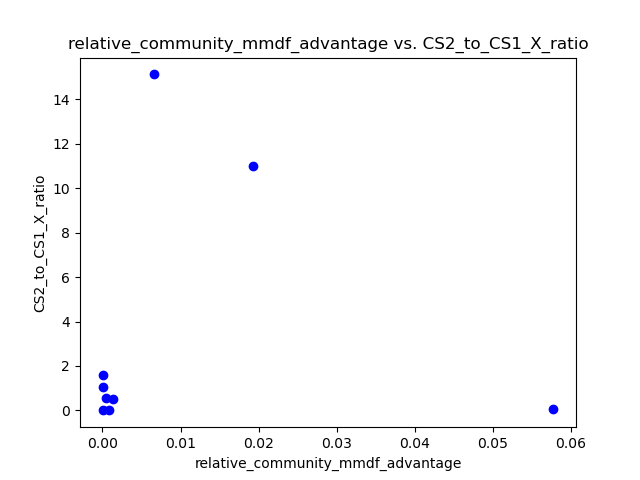 relative_community_mmdf_advantage vs. CS2_to_CS1_X_ratio
14
12
10
8
6
4
2
0
CS2_to_CS1_X_ratio
0.00 0.01 0.02 0.03 0.04 0.05 0.06
relative_community_mmdf_advantage